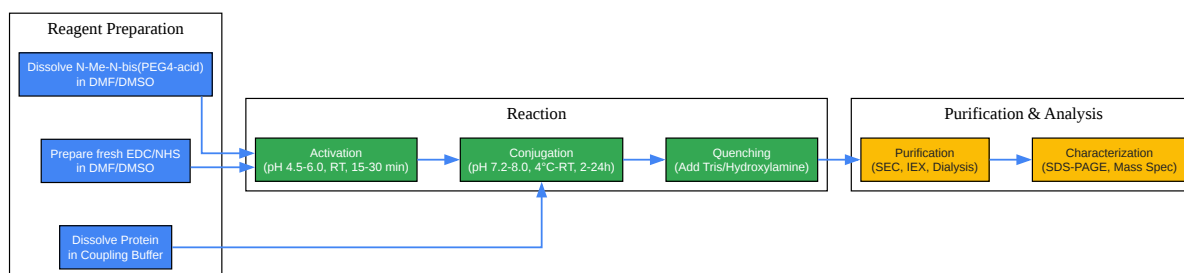 Reagent Preparation
Dissolve N-Me-N-bis(PEG4-acid)
in DMF/DMSO
Prepare fresh EDC/NHS
in DMF/DMSO
Dissolve Protein
in Coupling Buffer
Reaction
Activation
(pH 4.5-6.0, RT, 15-30 min)
Conjugation
(pH 7.2-8.0, 4°C-RT, 2-24h)
Quenching
(Add Tris/Hydroxylamine)
Purification & Analysis
Purification
(SEC, IEX, Dialysis)
Characterization
(SDS-PAGE, Mass Spec)